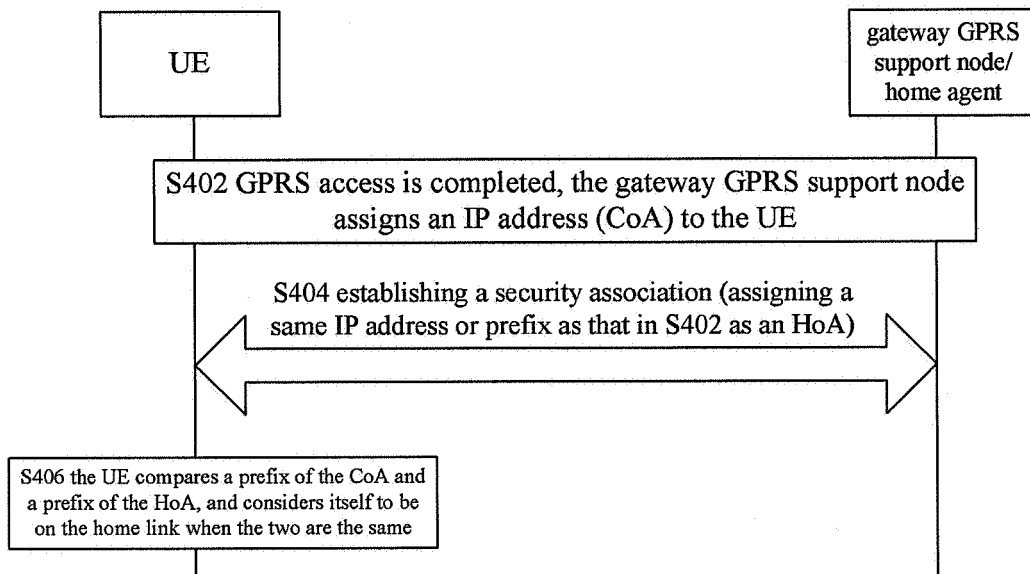 UE
gateway GPRS
support node/
home agent
S402 GPRS access is completed, the gateway GPRS support node
assigns an IP address (CoA) to the UE
S404 establishing a security association (assigning a
same IP address or prefix as that in S402 as an HoA)
S406 the UE compares a prefix of the CoA and
a prefix of the HoA, and considers itself to be
on the home link when the two are the same